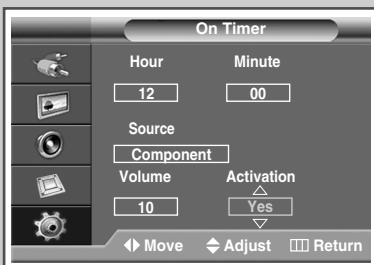 On Timer
Hour Minute
12 00
Source
Component
Volume Activation
10 Yes
Move Adjust Return